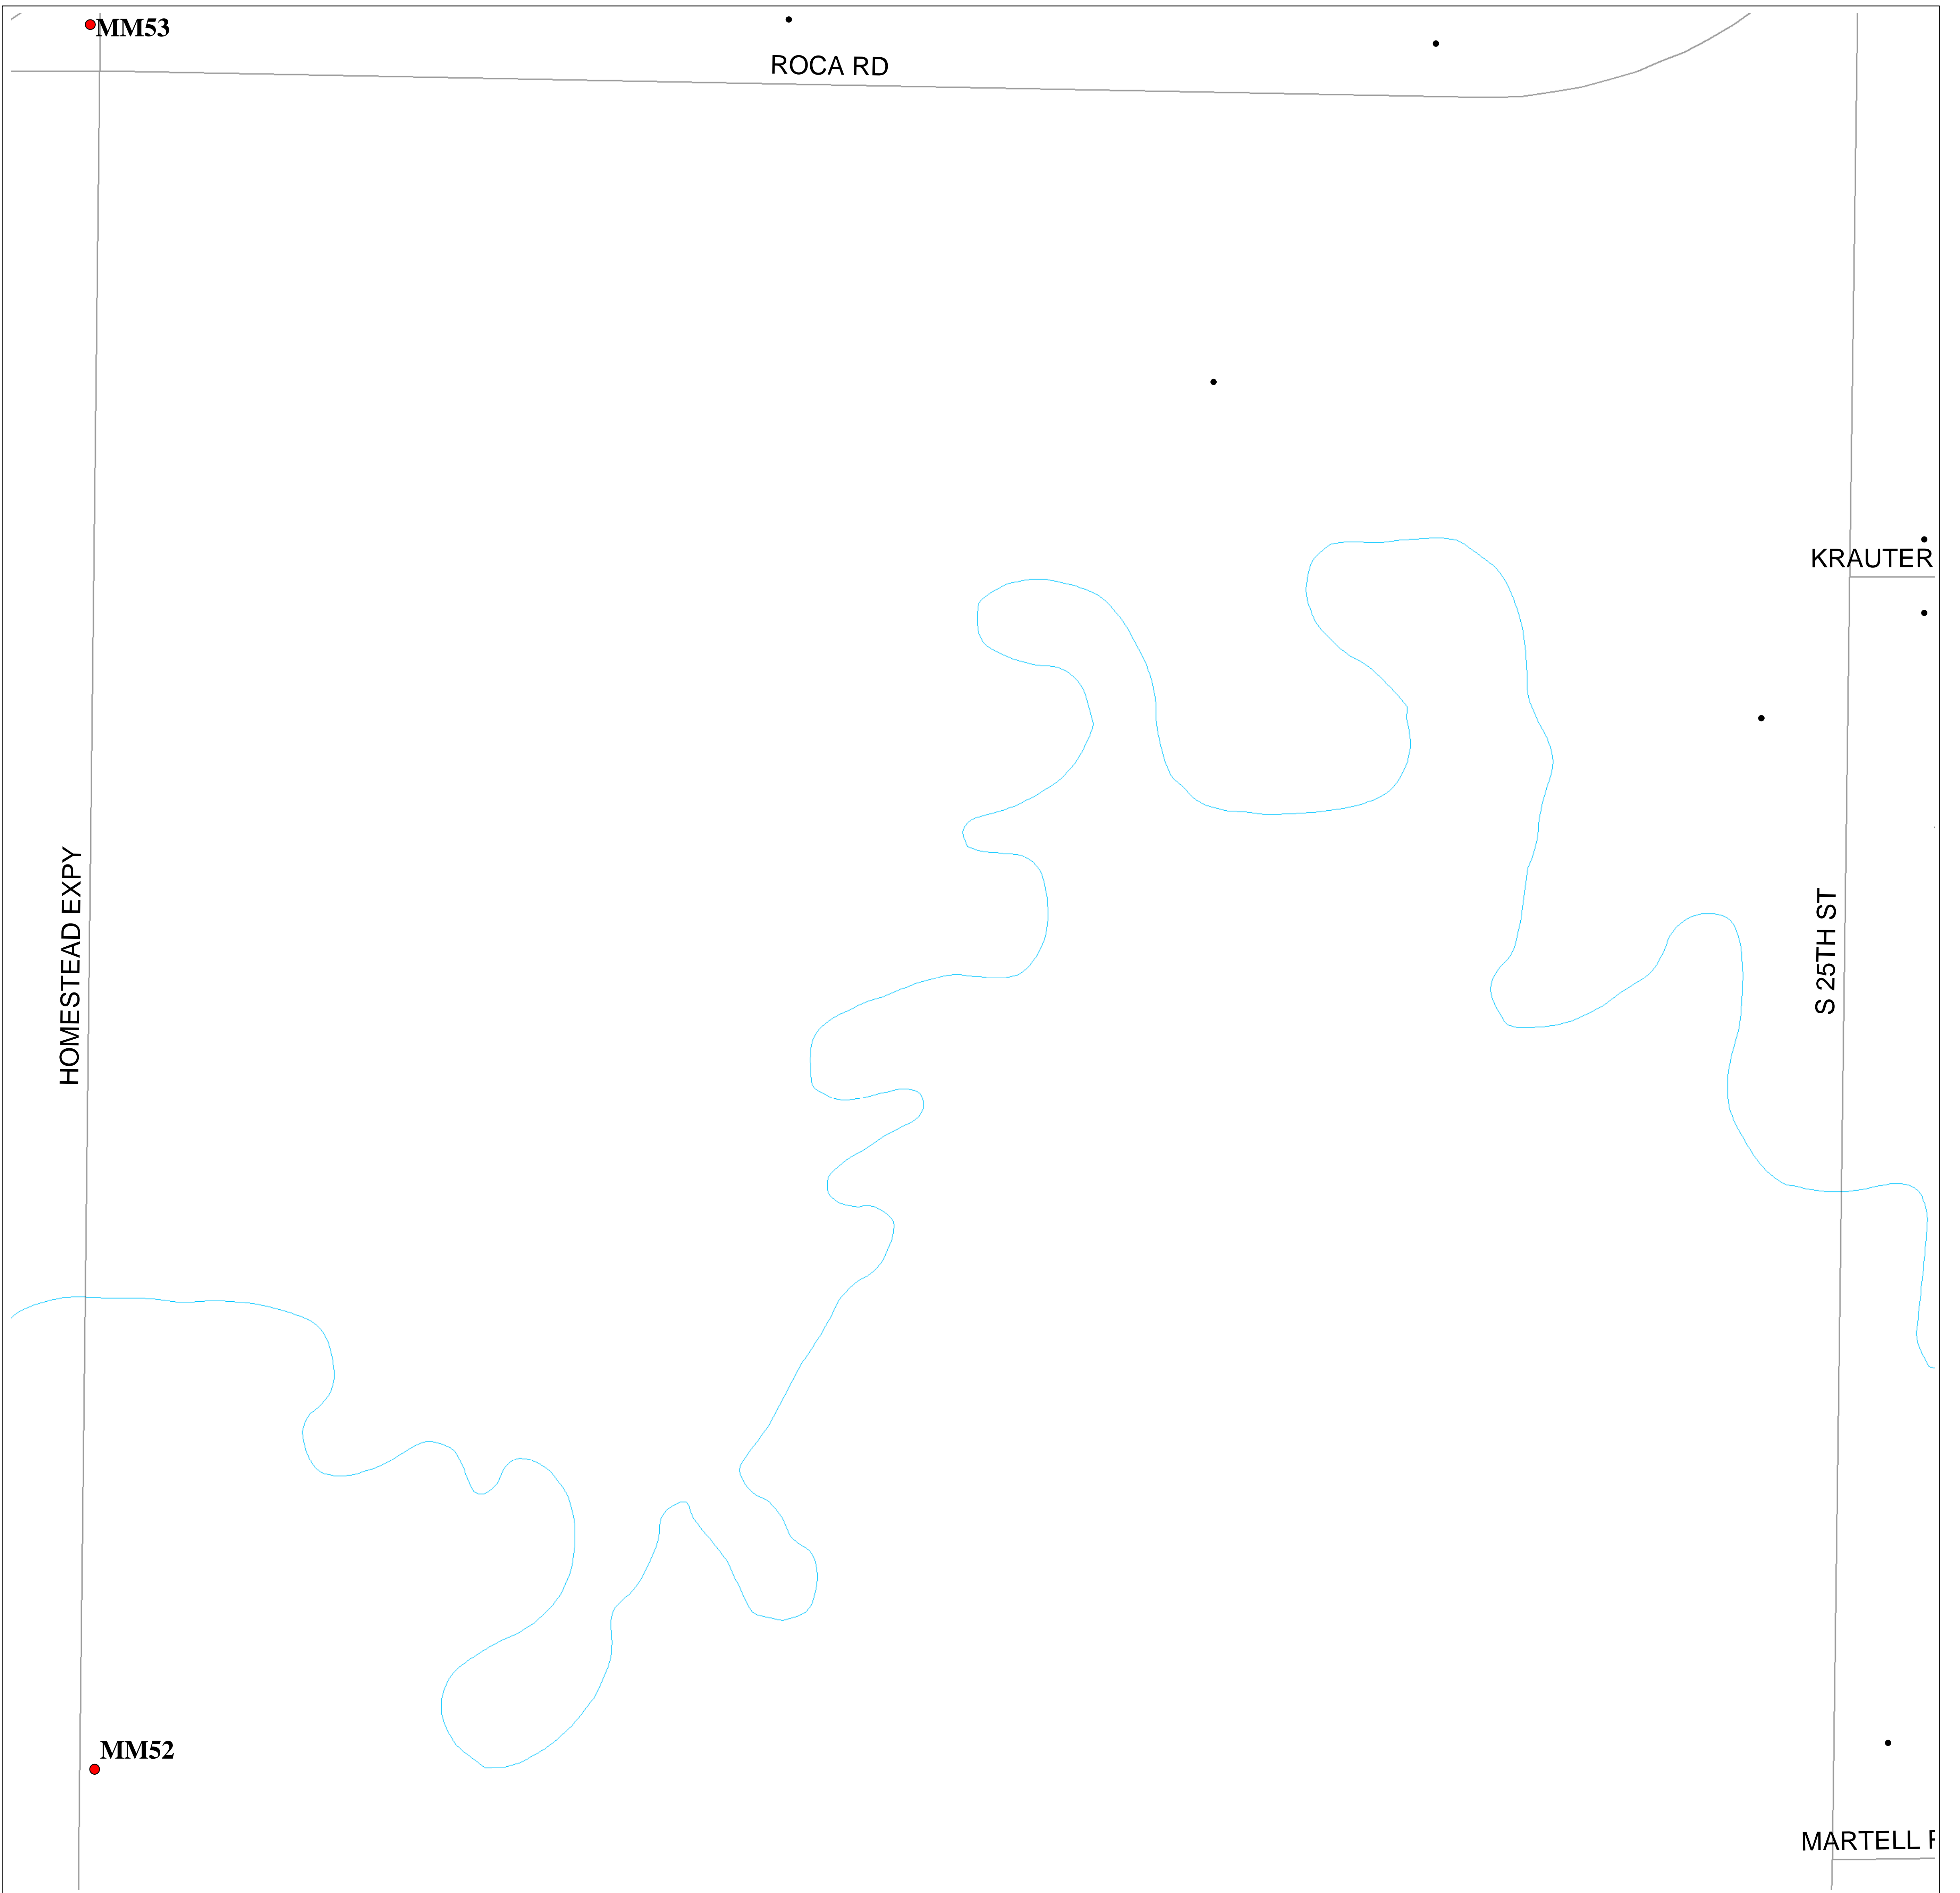 MM53
ROCA RD
KRAUTER
HOMESTEAD EXPY
S 25TH ST
MM52
MARTELL